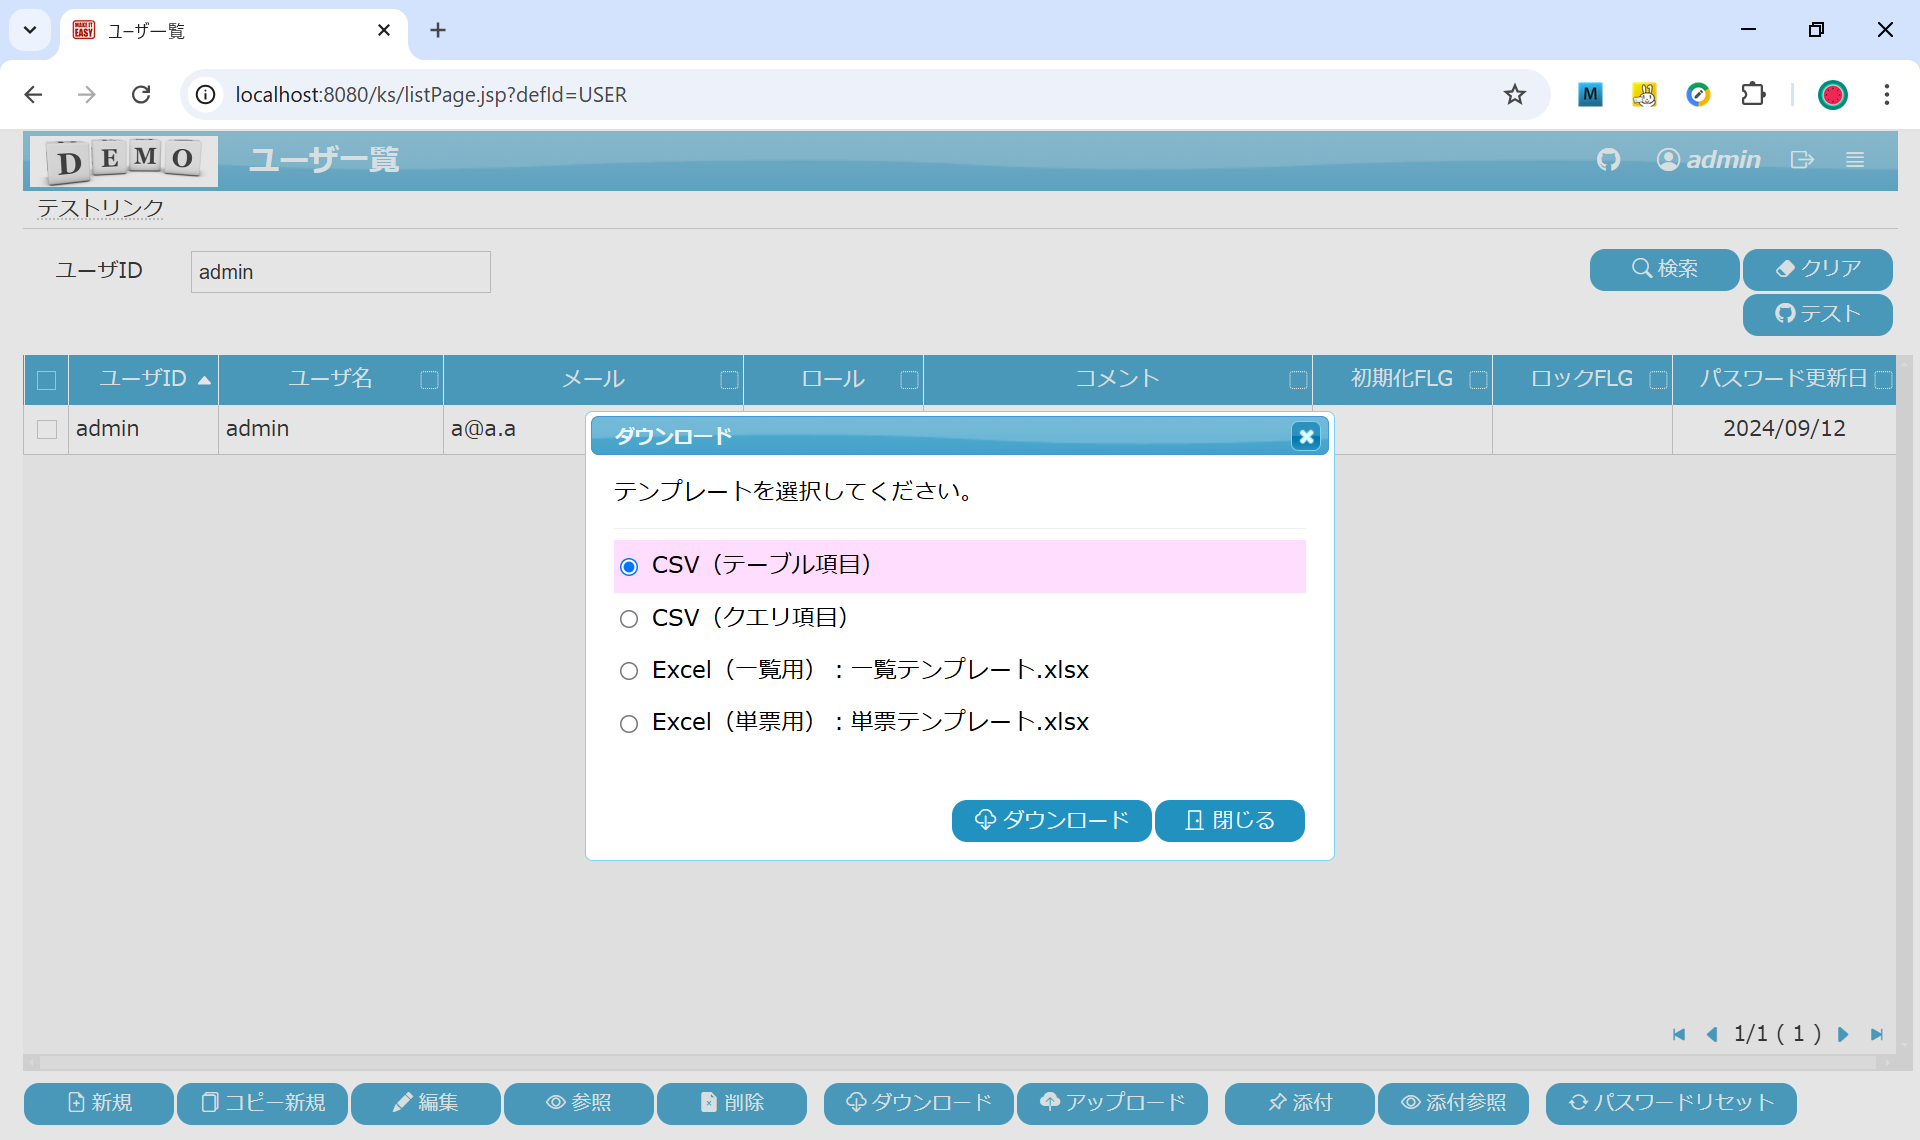 MAKE IT EASY
ユーザ一覧
localhost:8080/ks/listPage.jsp?defId=USER
M
DEMO
ユーザ一覧
admin
テストリンク
ユーザID
admin
検索
クリア
テスト
ユーザID
ユーザ名
メール
ロール
コメント
初期化FLG
ロックFLG
パスワード更新日
admin
admin
a@a.a
2024/09/12
ダウンロード
テンプレートを選択してください。
CSV（テーブル項目）
CSV（クエリ項目）
Excel（一覧用）：一覧テンプレート.xlsx
Excel（単票用）：単票テンプレート.xlsx
ダウンロード
閉じる
1/1 ( 1 )
新規
コピー新規
編集
参照
削除
ダウンロード
アップロード
添付
添付参照
パスワードリセット